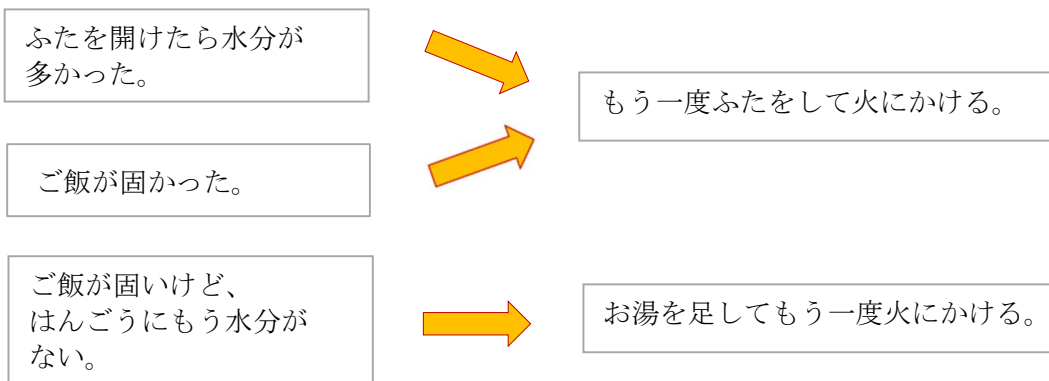 ふたを開けたら水分が
多かった。
もう一度ふたをして火にかける。
ご飯が固かった。
ご飯が固いけど、
はんごうにもう水分が
ない。
お湯を足してもう一度火にかける。